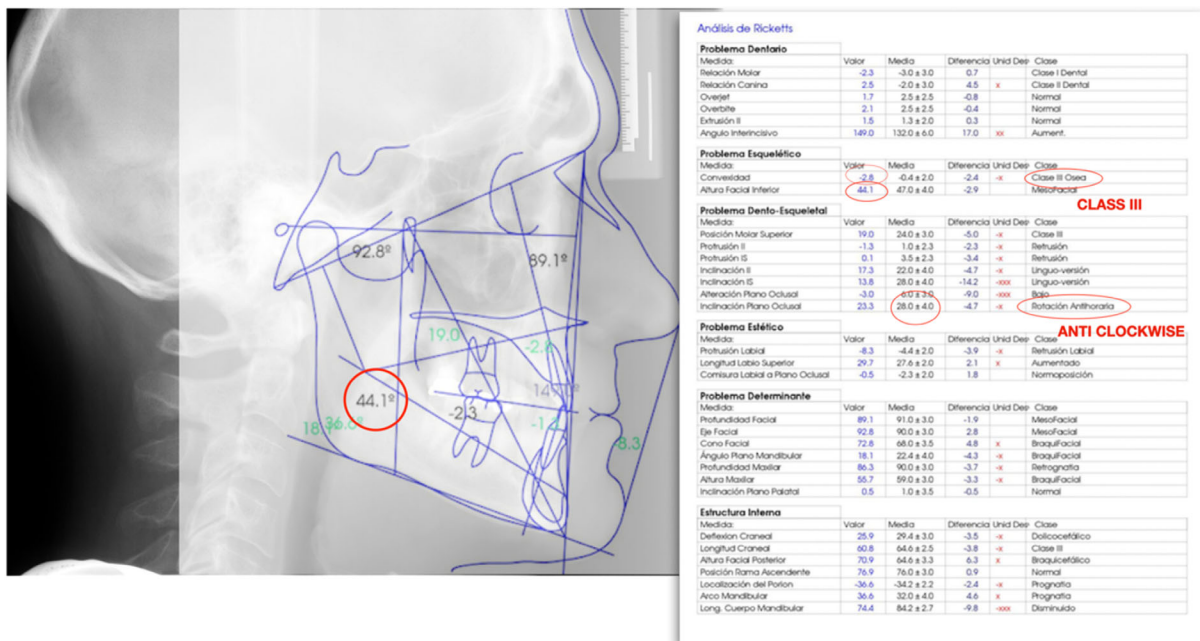 92.8º
89.1º
19.0
-2.8
44.1º
-2.3
-1.3
18.1º
-8.3
Análisis de Ricketts
Problema Dentario
Medida: Valor Media Diferencia Unid Des Clase
Relación Molar -2.3 -3.0 ± 3.0 0.7 Clase I Dental
Relación Canina 2.5 -2.0 ± 3.0 4.5 x Clase II Dental
Overjet 1.7 2.5 ± 2.5 -0.8 Normal
Overbite 2.1 2.5 ± 2.5 -0.4 Normal
Extrusión II 1.5 1.3 ± 2.0 0.3 Normal
Angulo Interincisivo 149.0 132.0 ± 6.0 17.0 xx Aument.
Problema Esquelético
Medida: Valor Media Diferencia Unid Des Clase
Convexidad -2.8 -0.4 ± 2.0 -2.4 -x Clase III Osea
Altura Facial Inferior 44.1 47.0 ± 4.0 -2.9 MesoFacial
CLASS III
Problema Dento-Esqueletal
Medida: Valor Media Diferencia Unid Des Clase
Posición Molar Superior 19.0 24.0 ± 3.0 -5.0 -x Clase III
Protrusión II -1.3 1.0 ± 2.3 -2.3 -x Retrusión
Protrusión IS 0.1 3.5 ± 2.3 -3.4 -x Retrusión
Inclinación II 17.3 22.0 ± 4.0 -4.7 -x Linguo-versión
Inclinación IS 13.8 28.0 ± 4.0 -14.2 -xxx Linguo-versión
Alteración Plano Oclusal -3.0 6.0 ± 3.0 -9.0 -xxx Bajo
Inclinación Plano Oclusal 23.3 28.0 ± 4.0 -4.7 -x Rotación Antihoraria
ANTI CLOCKWISE
Problema Estético
Medida: Valor Media Diferencia Unid Des Clase
Protrusión Labial -8.3 -4.4 ± 2.0 -3.9 -x Retrusión Labial
Longitud Labio Superior 29.7 27.6 ± 2.0 2.1 x Aumentado
Comisura Labial a Plano Oclusal -0.5 -2.3 ± 2.0 1.8 Normoposición
Problema Determinante
Medida: Valor Media Diferencia Unid Des Clase
Profundidad Facial 89.1 91.0 ± 3.0 -1.9 MesoFacial
Eje Facial 92.8 90.0 ± 3.0 2.8 MesoFacial
Cono Facial 72.8 68.0 ± 3.5 4.8 x BraquiFacial
Ángulo Plano Mandibular 18.1 22.4 ± 4.0 -4.3 -x BraquiFacial
Profundidad Maxilar 86.3 90.0 ± 3.0 -3.7 -x Retrognatia
Altura Maxilar 55.7 59.0 ± 3.0 -3.3 -x BraquiFacial
Inclinación Plano Palatal 0.5 1.0 ± 3.5 -0.5 Normal
Estructura Interna
Medida: Valor Media Diferencia Unid Des Clase
Deflexion Craneal 25.9 29.4 ± 3.0 -3.5 -x Dolicocefálico
Longitud Craneal 60.8 64.6 ± 2.5 -3.8 -x Clase III
Altura Facial Posterior 70.9 64.6 ± 3.3 6.3 x Braquicefálico
Posición Rama Ascendente 76.9 76.0 ± 3.0 0.9 Normal
Localización del Porion -36.6 -34.2 ± 2.2 -2.4 -x Prognatia
Arco Mandibular 36.6 32.0 ± 4.0 4.6 x Prognatia
Long. Cuerpo Mandibular 74.4 84.2 ± 2.7 -9.8 -xxx Disminuido